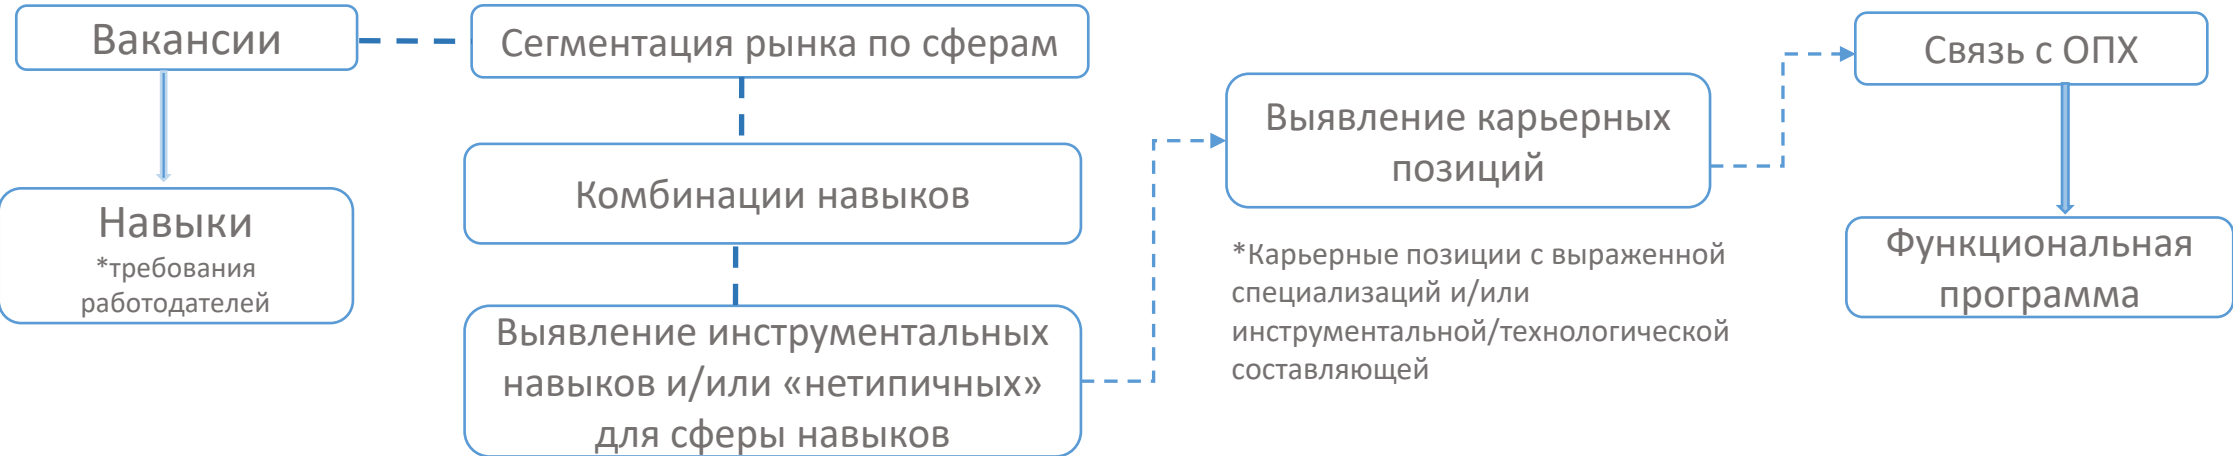 Вакансии
Навыки
*требования
работодателей
Сегментация рынка по сферам
Комбинации навыков
Выявление инструментальных
навыков и/или «нетипичных»
для сферы навыков
Выявление карьерных
позиций
*Карьерные позиции с выраженной
специализаций и/или
инструментальной/технологической
составляющей
Связь с ОПХ
Функциональная
программа